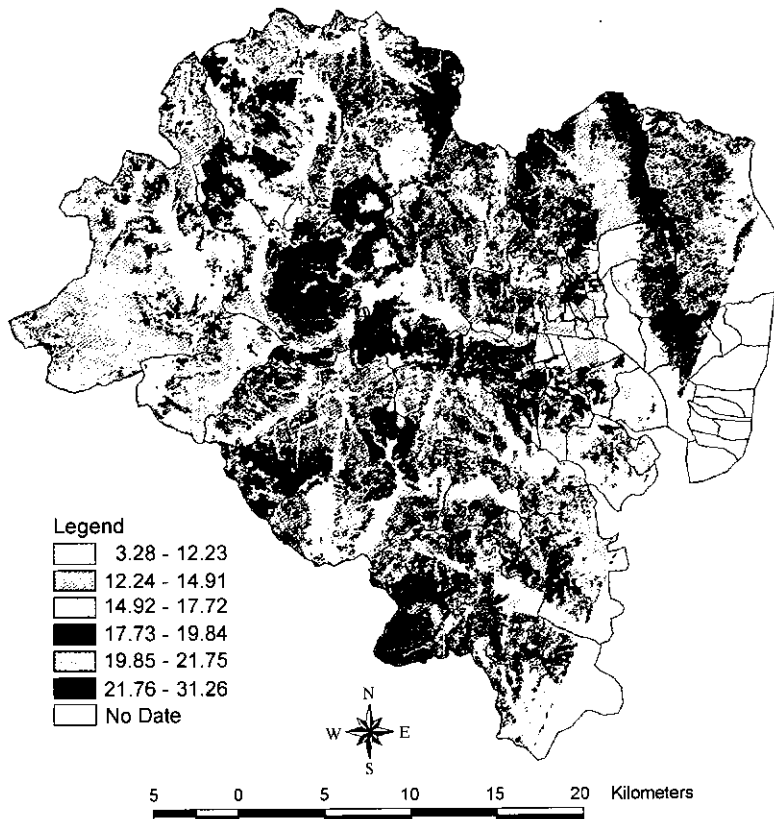 Legend
3.28 - 12.23
12.24 - 14.91
14.92 - 17.72
17.73 - 19.84
19.85 - 21.75
21.76 - 31.26
No Date
N
W E
S
5 0 5 10 15 20 Kilometers